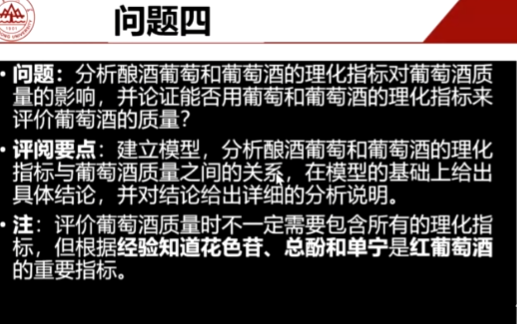 问题四
• 问题：分析酿酒葡萄和葡萄酒的理化指标对葡萄酒质
量的影响，并论证能否用葡萄和葡萄酒的理化指标来
评价葡萄酒的质量？
• 评阅要点：建立模型，分析酿酒葡萄和葡萄酒的理化
指标与葡萄酒质量之间的关系，在模型的基础上给出
具体结论，并对结论给出详细的分析说明。
• 注：评价葡萄酒质量时不一定需要包含所有的理化指
标，但根据经验知道花色苷、总酚和单宁是红葡萄酒
的重要指标。